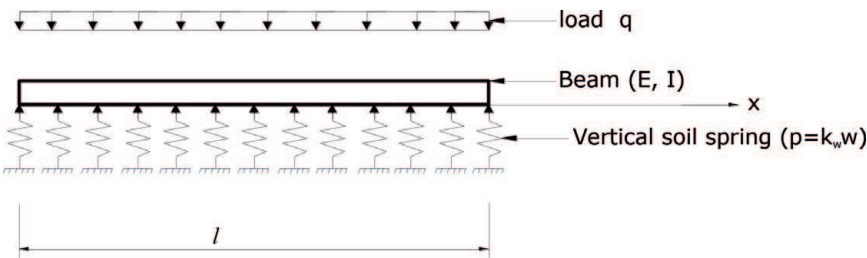 load q
Beam (E, I)
x
Vertical soil spring (p=kww)
l